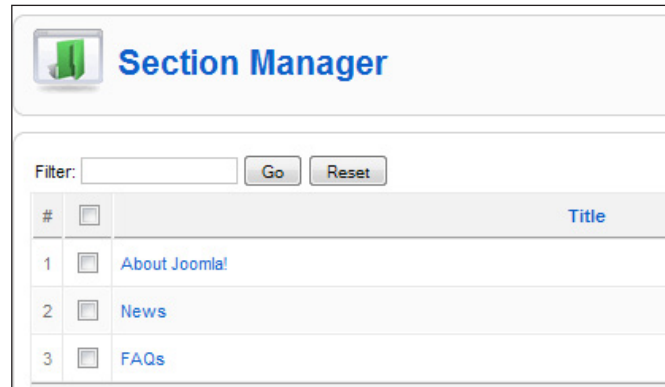 Section Manager
Filter: Go Reset
# Title
1 About Joomla!
2 News
3 FAQs